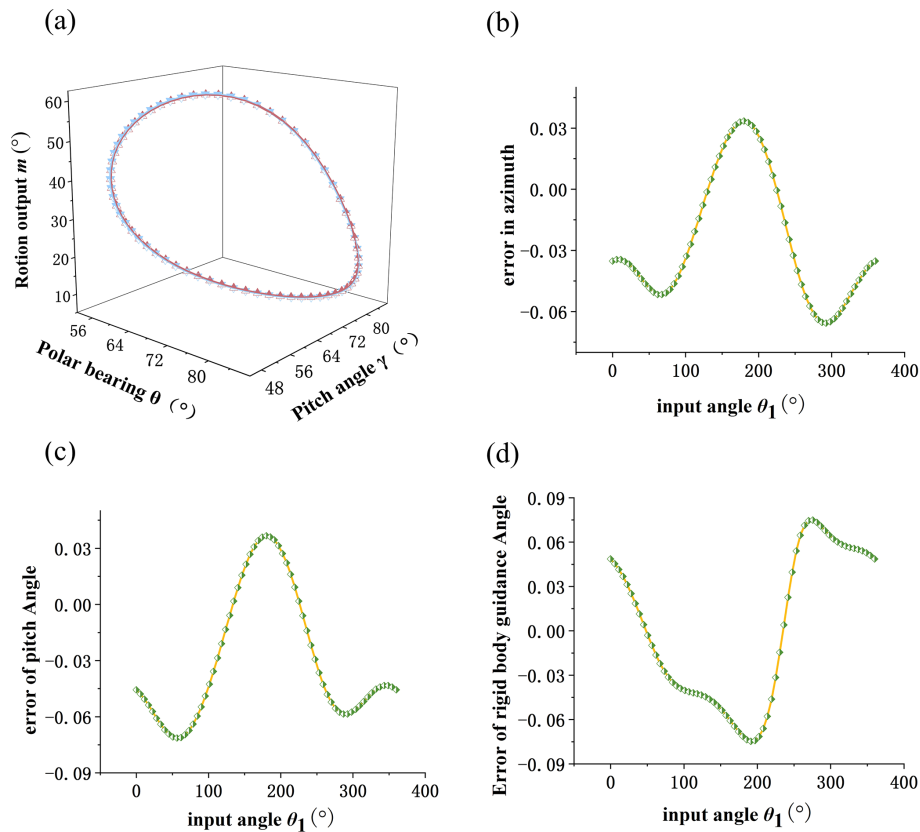 (a)
60
50
40
30
20
10
Rotion output m (°)
56
64
72
80
Polar bearing θ (°)
48
56
64
72
80
Pitch angle γ (°)
(b)
0.03
0.00
−0.03
−0.06
error in azimuth
0 100 200 300 400
input angle θ1 (°)
(c)
0.03
0.00
−0.03
−0.06
−0.09
error of pitch Angle
0 100 200 300 400
input angle θ1 (°)
(d)
0.09
0.06
0.03
0.00
−0.03
−0.06
−0.09
Error of rigid body guidance Angle
0 100 200 300 400
input angle θ1 (°)